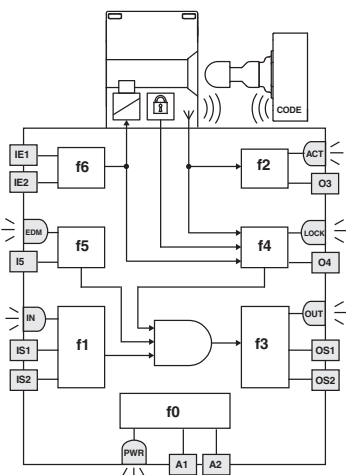 CODE
IE1
IE2
f6
f2
ACT
O3
EDM
I5
f5
f4
LOCK
O4
IN
IS1
IS2
f1
f3
OUT
OS1
OS2
f0
PWR
A1
A2